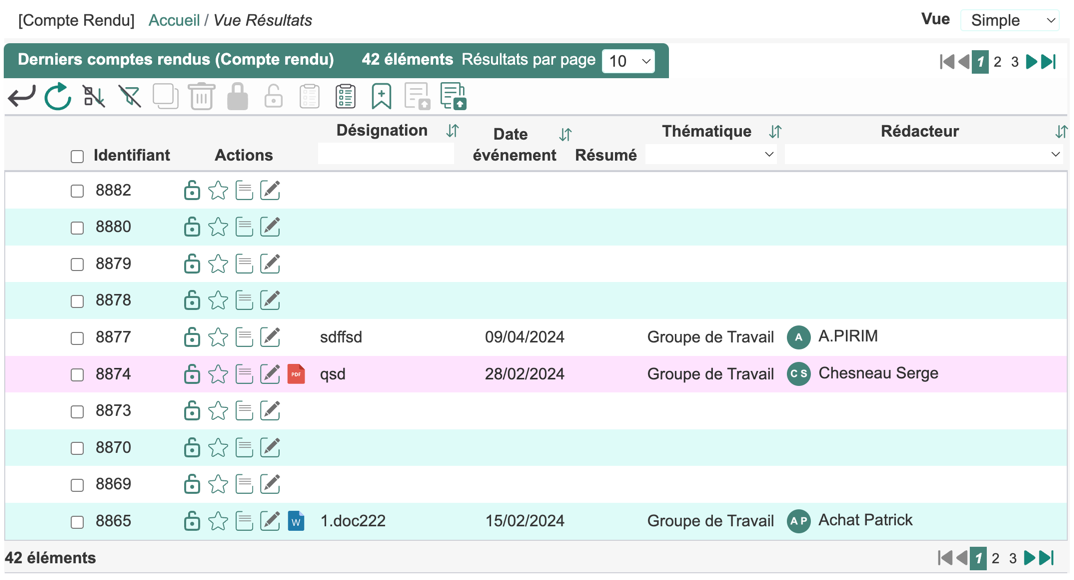 [Compte Rendu] Accueil / Vue Résultats Vue Simple
Derniers comptes rendus (Compte rendu) 42 éléments Résultats par page 10 1 2 3
Désignation Date événement Résumé Thématique Rédacteur
Identifiant Actions
8882
8880
8879
8878
8877 sdffsd 09/04/2024 Groupe de Travail A A.PIRIM
8874 PDF qsd 28/02/2024 Groupe de Travail C S Chesneau Serge
8873
8870
8869
8865 W 1.doc222 15/02/2024 Groupe de Travail A P Achat Patrick
42 éléments 1 2 3